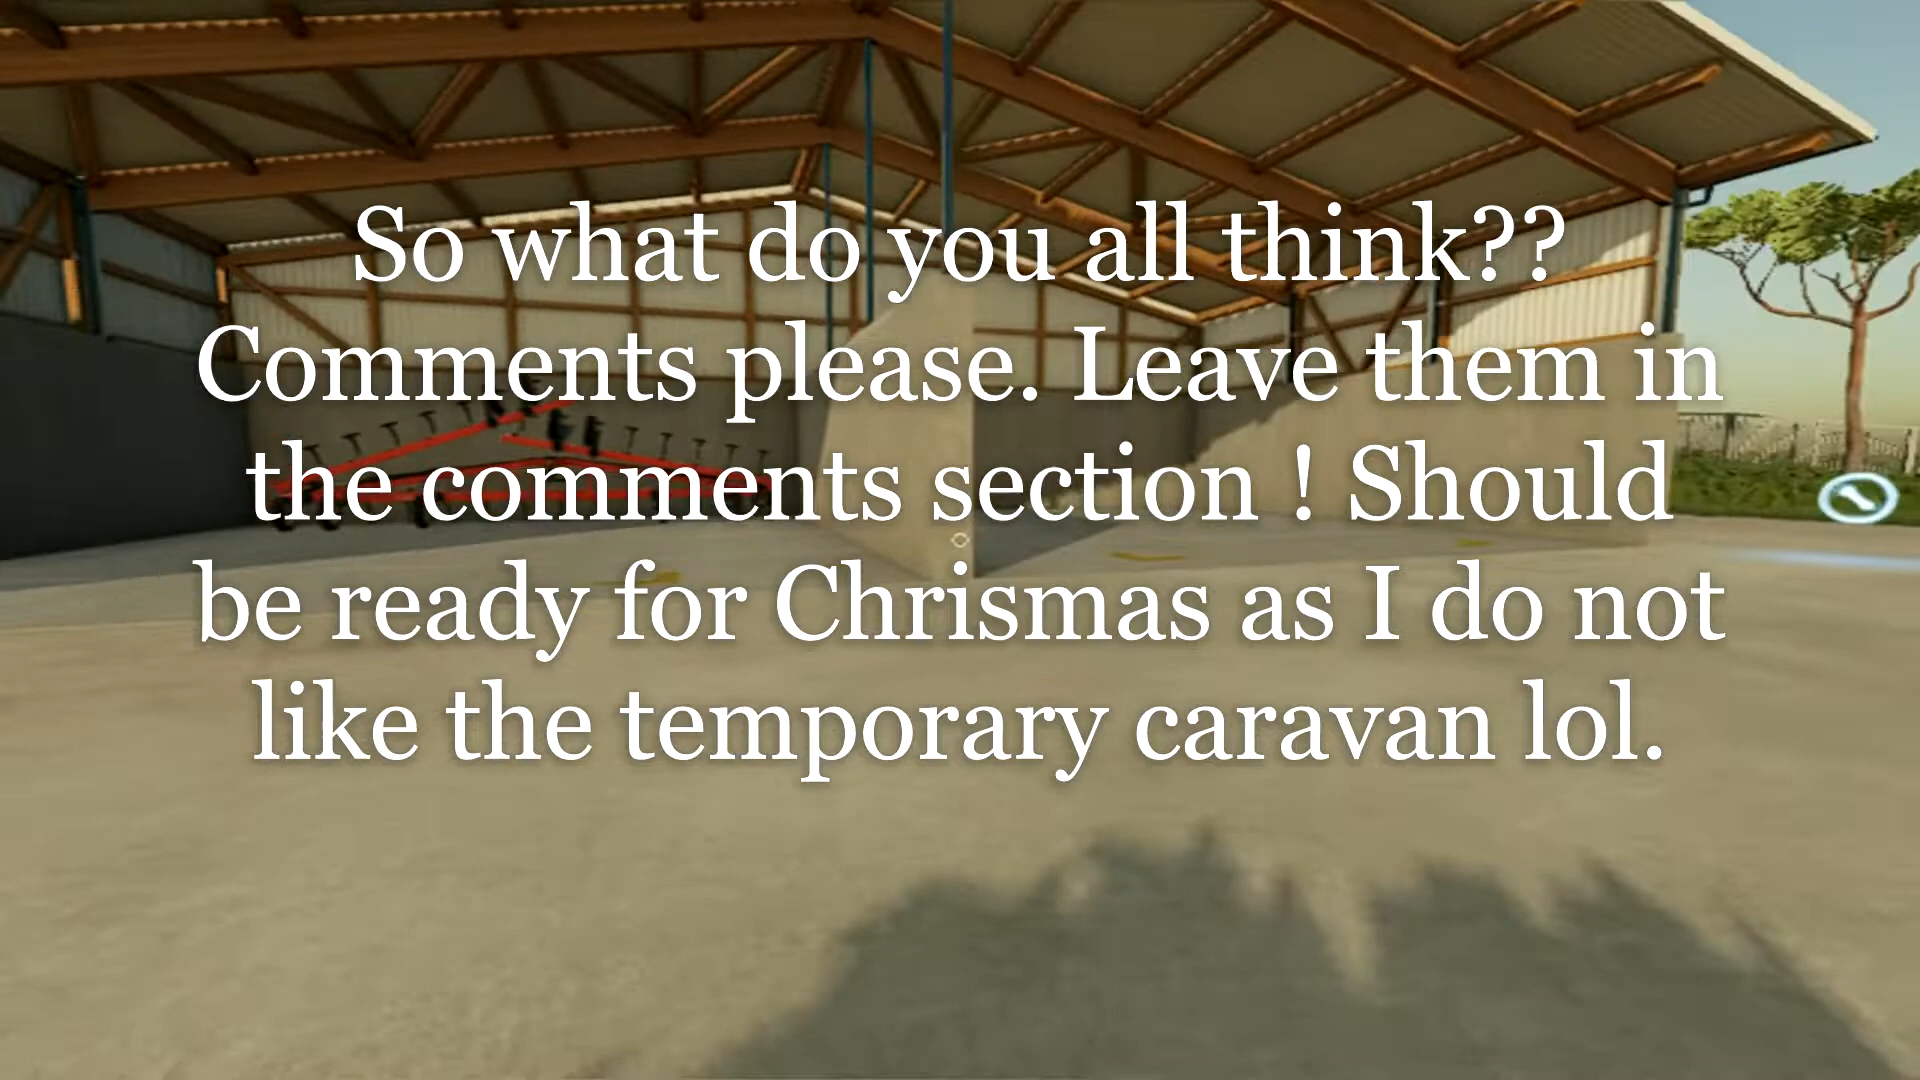 So what do you all think??
Comments please. Leave them in
the comments section ! Should
be ready for Chrismas as I do not
like the temporary caravan lol.